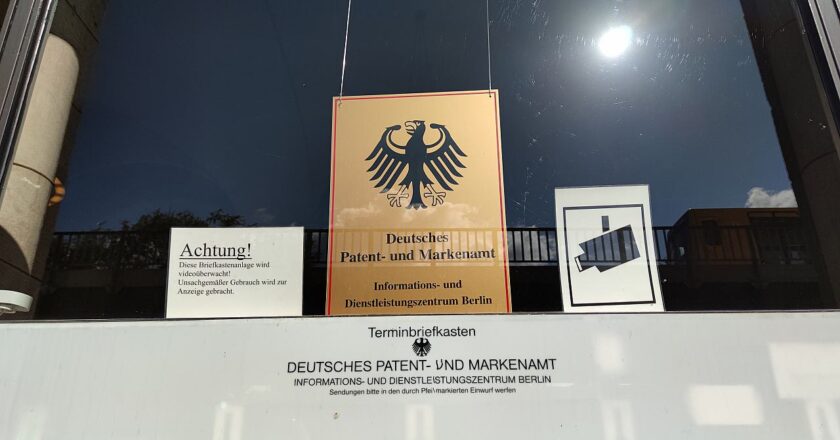 Achtung!
Diese Briefkastenanlage wird
videoüberwacht!
Unsachgemäßer Gebrauch wird zur
Anzeige gebracht.
Deutsches
Patent- und Markenamt
Informations- und
Dienstleistungszentrum Berlin
Terminbriefkasten
DEUTSCHES PATENT- UND MARKENAMT
INFORMATIONS- UND DIENSTLEISTUNGSZENTRUM BERLIN
Sendungen bitte in den durch Pfeil markierten Einwurf werfen